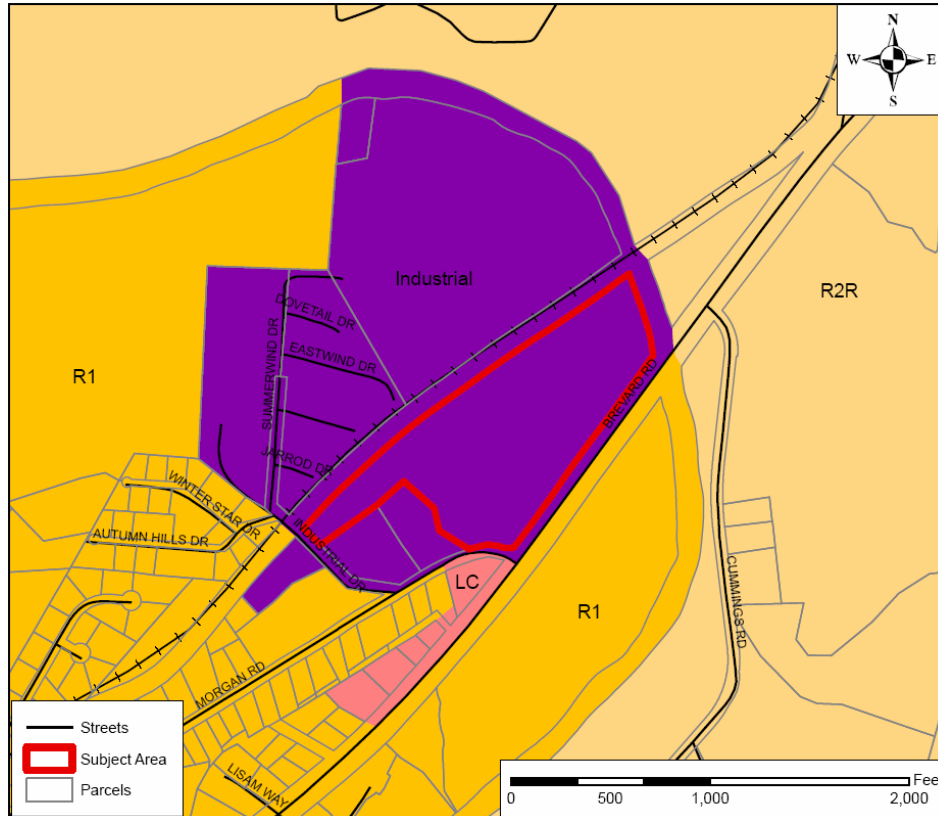 N
W E
S
Industrial
R2R
DOVETAIL DR
EASTWIND DR
SUMMERWIND DR
BREVARD RD
R1
JARROD DR
WINTER STAR DR
AUTUMN HILLS DR
INDUSTRIAL DR
LC
R1
CUMMINGS RD
MORGAN RD
LISAM WAY
Streets
Subject Area
Parcels
Fee
0 500 1,000 2,000